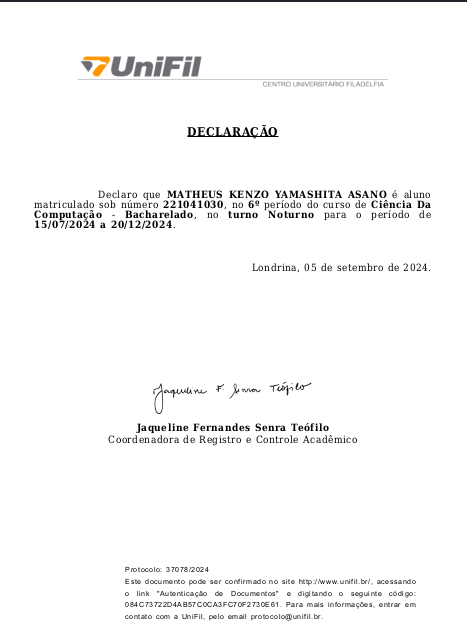 UniFil
CENTRO UNIVERSITÁRIO FILADÉLFIA
DECLARAÇÃO
Declaro que MATHEUS KENZO YAMASHITA ASANO é aluno
matriculado sob número 221041030, no 6º período do curso de Ciência Da
Computação - Bacharelado, no turno Noturno para o período de
15/07/2024 a 20/12/2024.
Londrina, 05 de setembro de 2024.
Jaqueline F. Senra Teófilo
Jaqueline Fernandes Senra Teófilo
Coordenadora de Registro e Controle Acadêmico
Protocolo: 37078/2024
Este documento pode ser confirmado no site http://www.unifil.br/, acessando
o link "Autenticação de Documentos" e digitando o seguinte código:
084C73722D4AB57C0CA3FC70F2730E61. Para mais informações, entrar em
contato com a UniFil, pelo email protocolo@unifil.br.